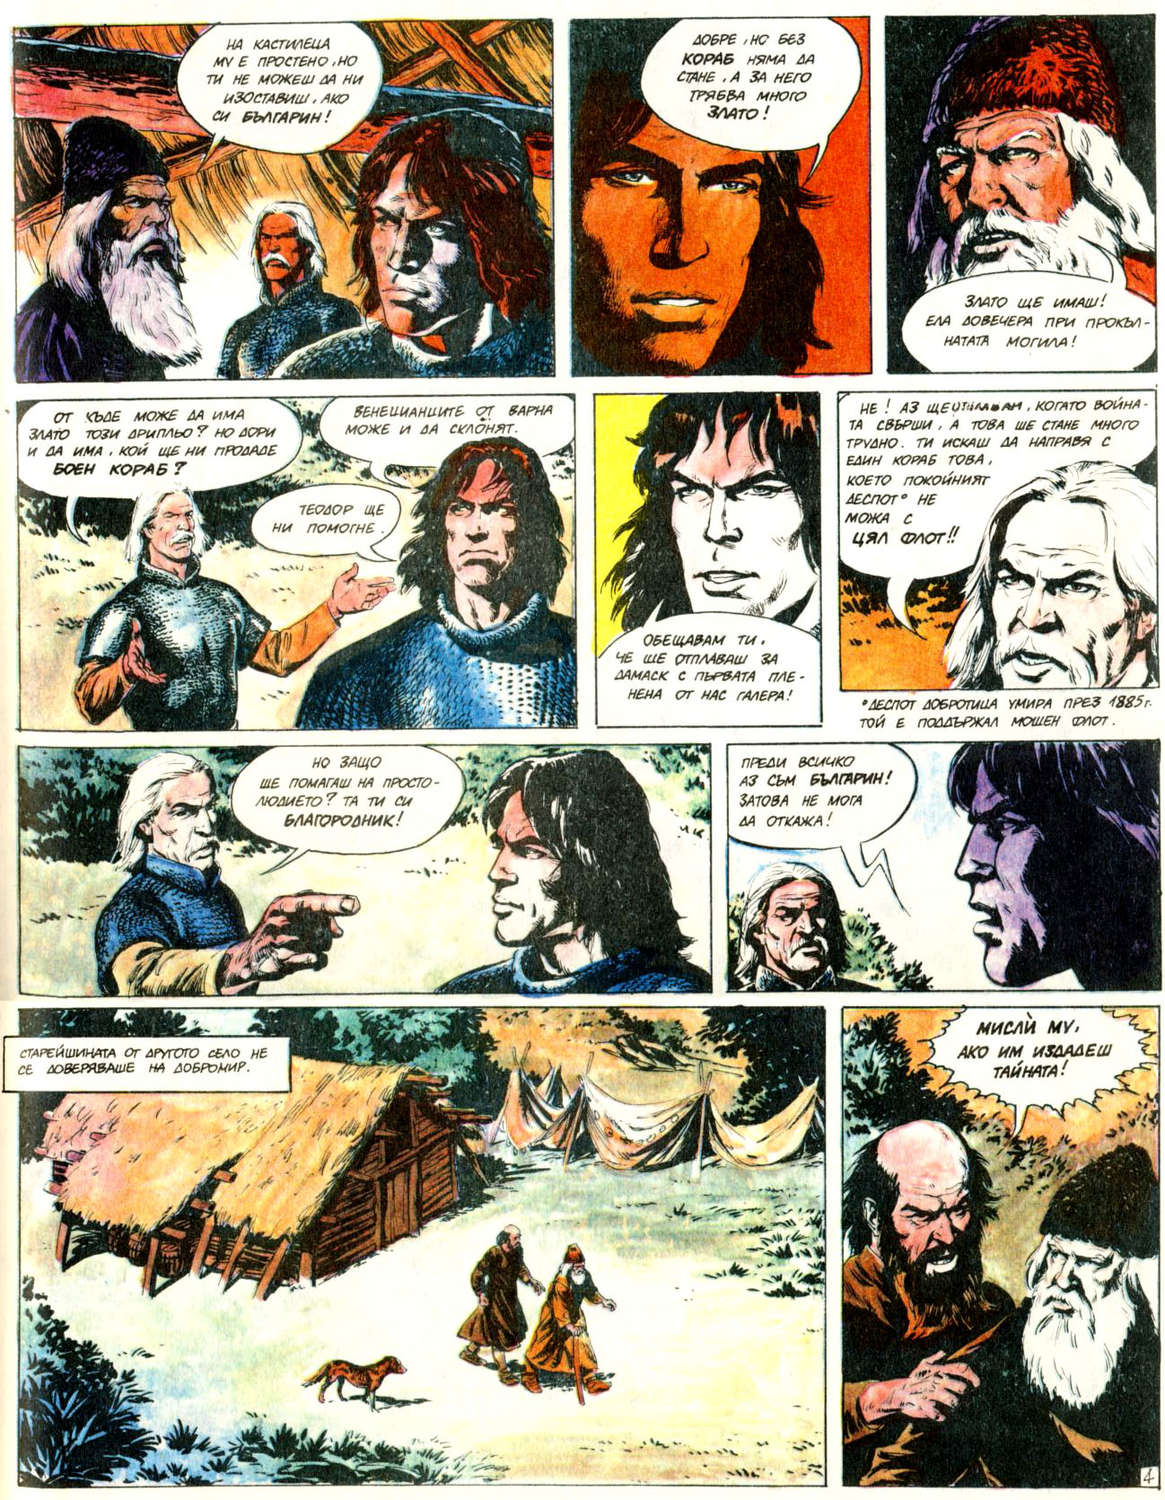 НА КАСТИЛЕЦА
МУ Е ПРОСТЕНО, НО
ТИ НЕ МОЖЕШ ДА НИ
ИЗОСТАВИШ, АКО
СИ БЪЛГАРИН!
ДОБРЕ, НО БЕЗ
КОРАБ НЯМА ДА
СТАНЕ, А ЗА НЕГО
ТРЯБВА МНОГО
ЗЛАТО!
ЗЛАТО ЩЕ ИМАШ!
ЕЛА ДОВЕЧЕРА ПРИ ПРОКЪЛ-
НАТАТА МОГИЛА!
ОТ КЪДЕ МОЖЕ ДА ИМА
ЗЛАТО ТОЗИ ДРИПЛЬО? НО ДОРИ
И ДА ИМА, КОЙ ЩЕ НИ ПРОДАДЕ
БОЕН КОРАБ?
ВЕНЕЦИАНЦИТЕ ОТ ВАРНА
МОЖЕ И ДА СКЛОНЯТ.
ТЕОДОР ЩЕ
НИ ПОМОГНЕ.
ОБЕЩАВАМ ТИ,
ЧЕ ЩЕ ОТПЛАВАШ ЗА
ДАМАСК С ПЪРВАТА ПЛЕ-
НЕНА ОТ НАС ГАЛЕРА!
НЕ! АЗ ЩЕ ОТПЛАВАМ, КОГАТО ВОЙНА-
ТА СВЪРШИ, А ТОВА ШЕ СТАНЕ МНОГО
ТРУДНО. ТИ ИСКАШ ДА НАПРАВЯ С
ЕДИН КОРАБ ТОВА,
КОЕТО ПОКОЙНИЯТ
ДЕСПОТ* НЕ
МОЖА С
ЦЯЛ ФЛОТ!!
*ДЕСПОТ ДОБРОТИЦА УМИРА ПРЕЗ 1885г.
ТОЙ Е ПОДДЪРЖАЛ МОШЕН ФЛОТ.
НО ЗАЩО
ЩЕ ПОМАГАШ НА ПРОСТО-
ЛЮДИЕТО? ТА ТИ СИ
БЛАГОРОДНИК!
ПРЕДИ ВСИЧКО
АЗ СЪМ БЪЛГАРИН!
ЗАТОВА НЕ МОГА
ДА ОТКАЖА!
СТАРЕЙШИНАТА ОТ ДРУГОТО СЕЛО НЕ
СЕ ДОВЕРЯВАШЕ НА ДОБРОМИР.
МИСЛЍ МУ,
АКО ИМ ИЗДАДЕШ
ТАЙНАТА!
4